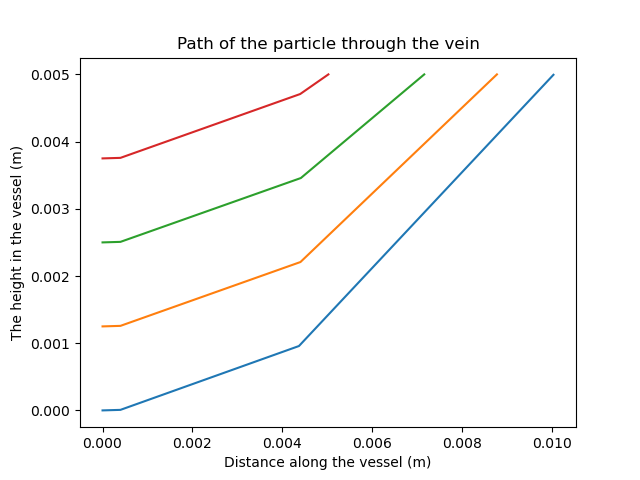 Path of the particle through the vein
0.005
0.004
0.003
0.002
0.001
0.000
The height in the vessel (m)
0.000 0.002 0.004 0.006 0.008 0.010
Distance along the vessel (m)